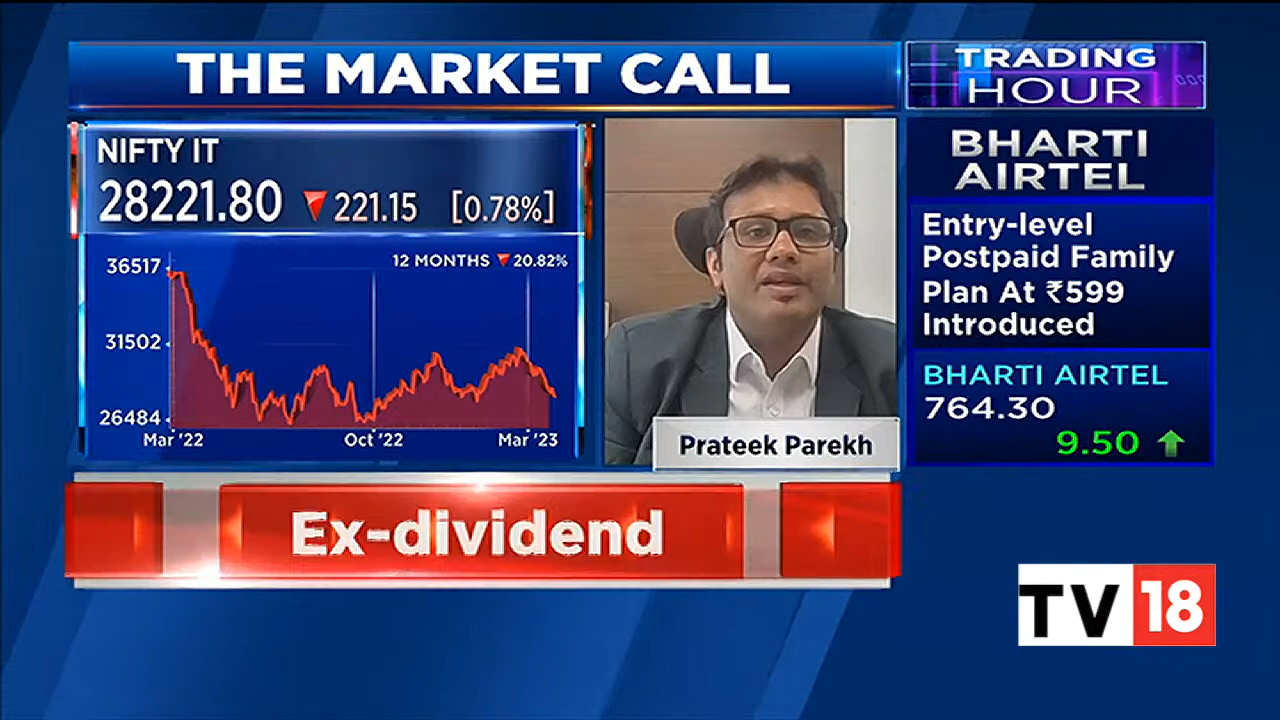 THE MARKET CALL
TRADING
HOUR
NIFTY IT
28221.80 ▼ 221.15 [0.78%]
12 MONTHS ▼ 20.82%
36517
31502
26484
Mar '22 Oct '22 Mar '23
Prateek Parekh
BHARTI
AIRTEL
Entry-level
Postpaid Family
Plan At ₹599
Introduced
BHARTI AIRTEL
764.30
9.50 ↑
Ex-dividend
TV 18